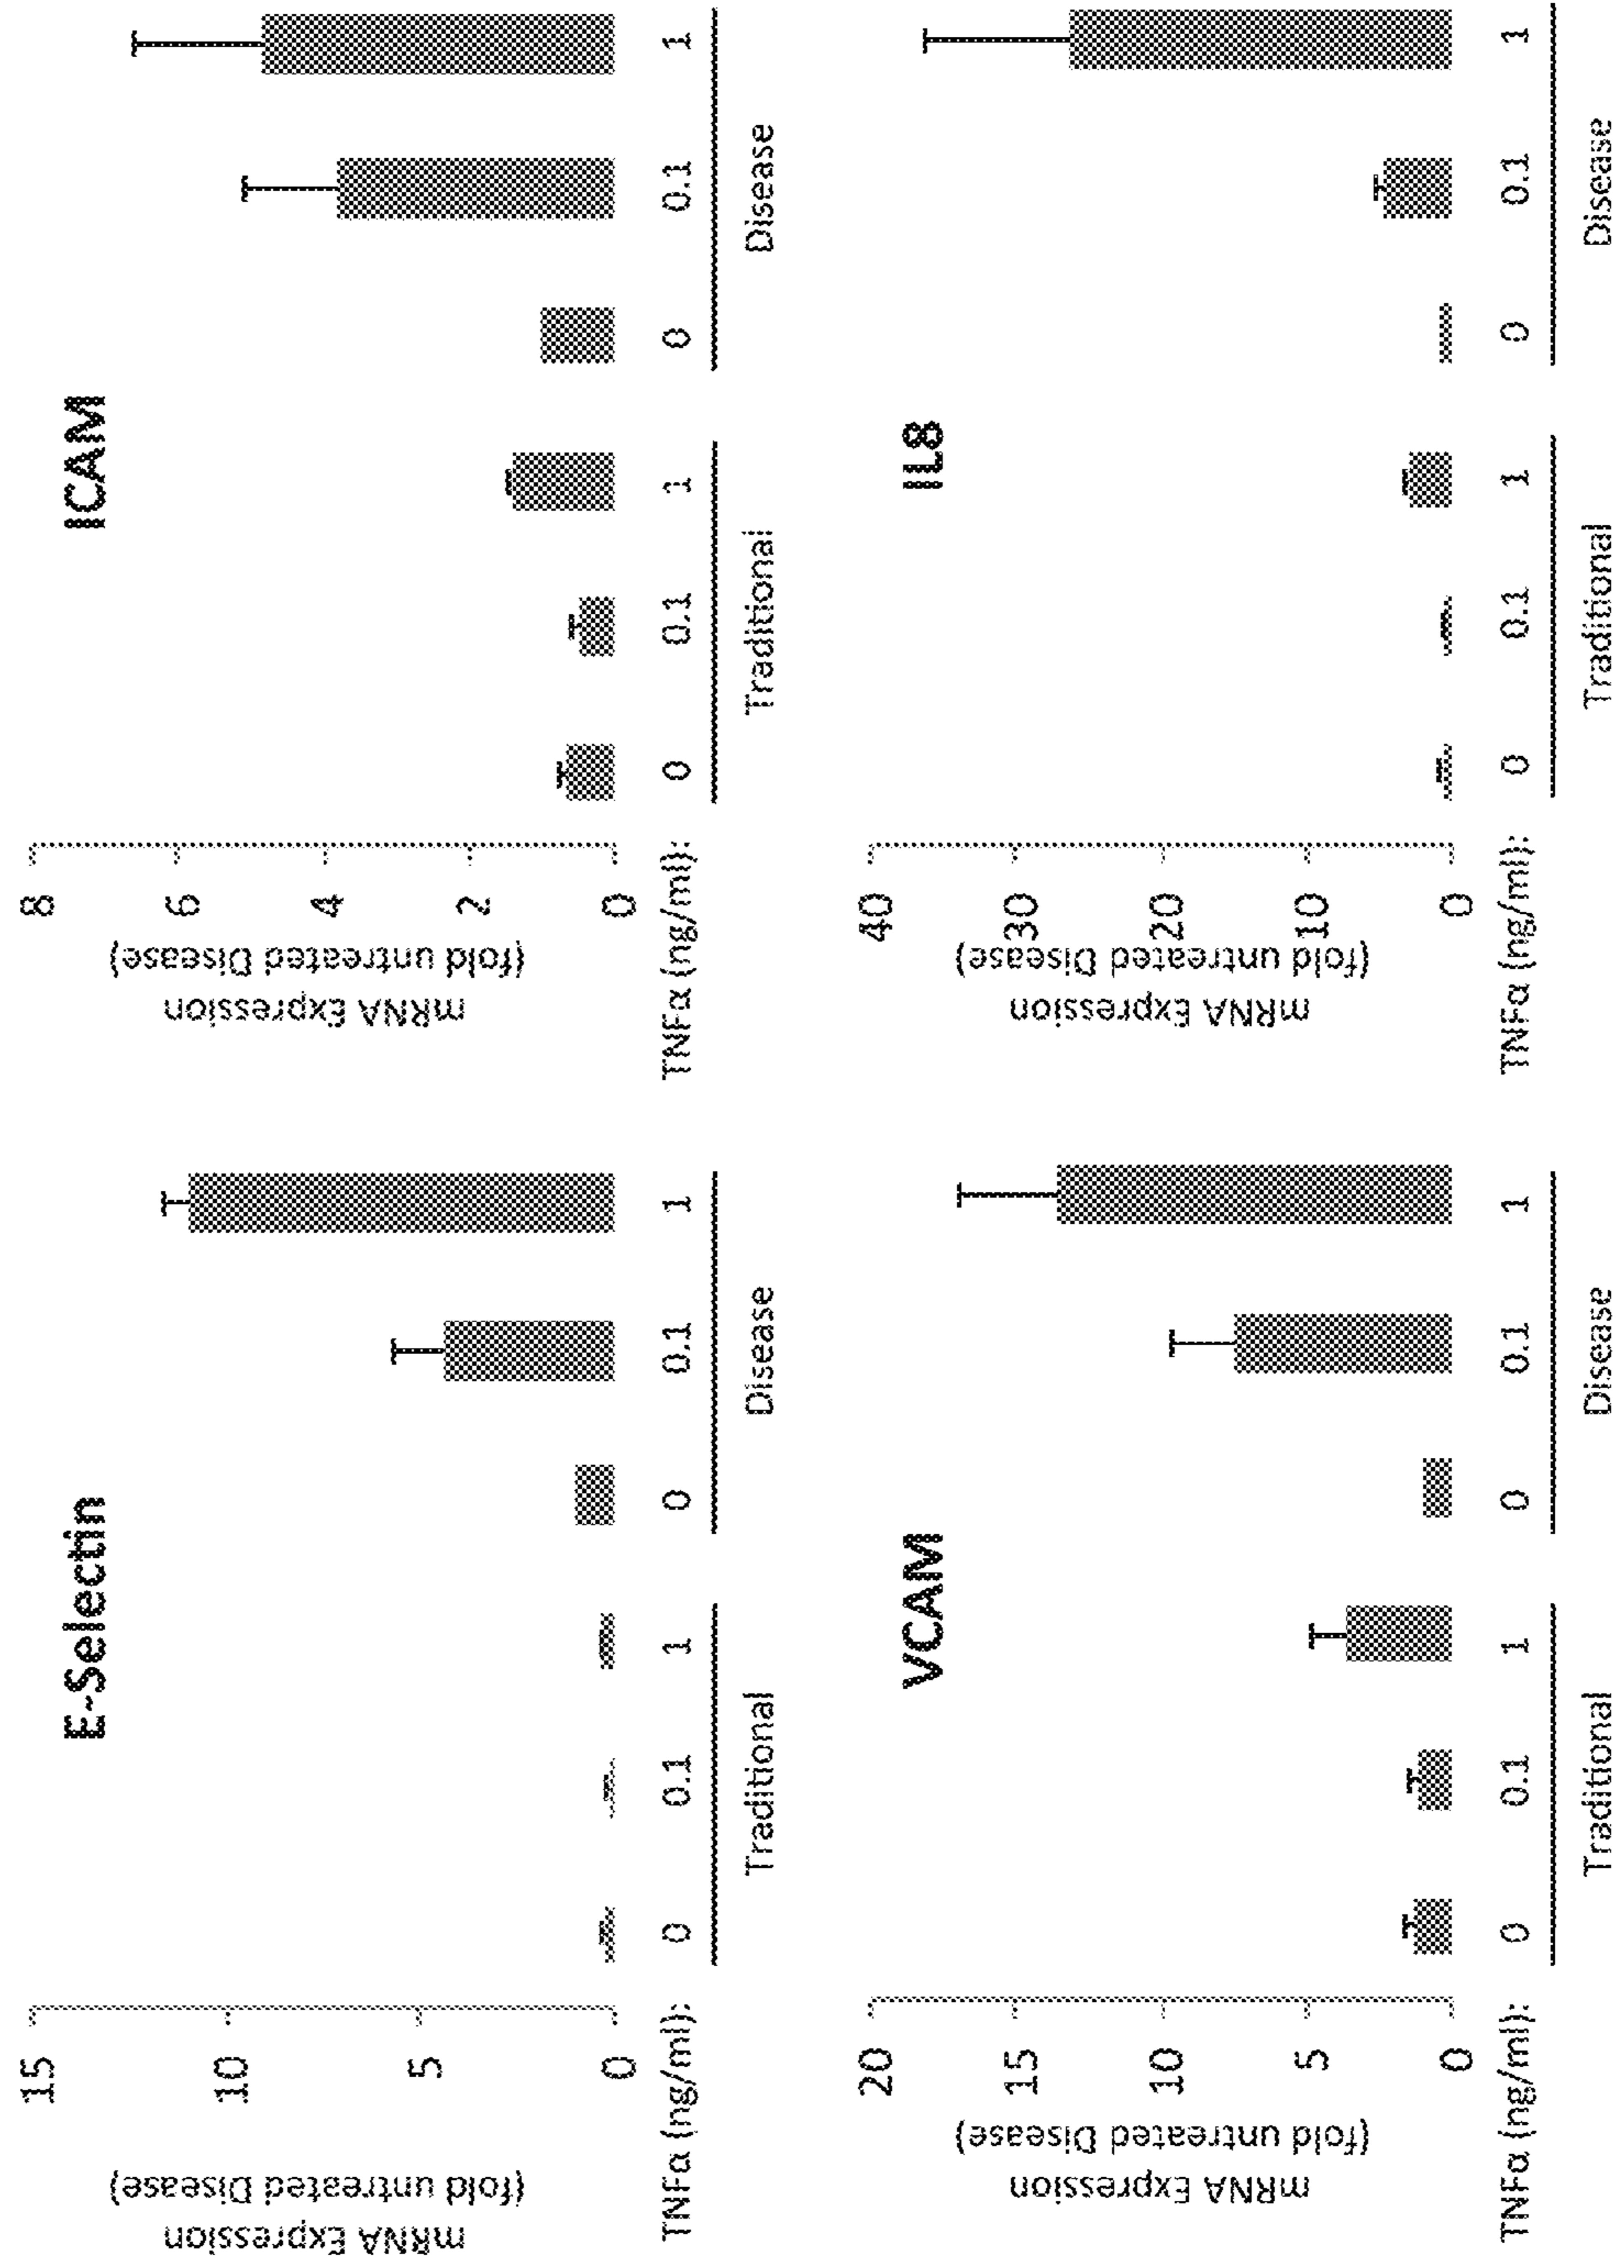 E-Selectin
mRNA Expression
(fold untreated Disease)
15
10
5
0
TNFα (ng/ml): 0 0.1 1 0 0.1 1
Traditional Disease
ICAM
mRNA Expression
(fold untreated Disease)
8
6
4
2
0
TNFα (ng/ml): 0 0.1 1 0 0.1 1
Traditional Disease
VCAM
mRNA Expression
(fold untreated Disease)
20
15
10
5
0
TNFα (ng/ml): 0 0.1 1 0 0.1 1
Traditional Disease
IL8
mRNA Expression
(fold untreated Disease)
40
30
20
10
0
TNFα (ng/ml): 0 0.1 1 0 0.1 1
Traditional Disease